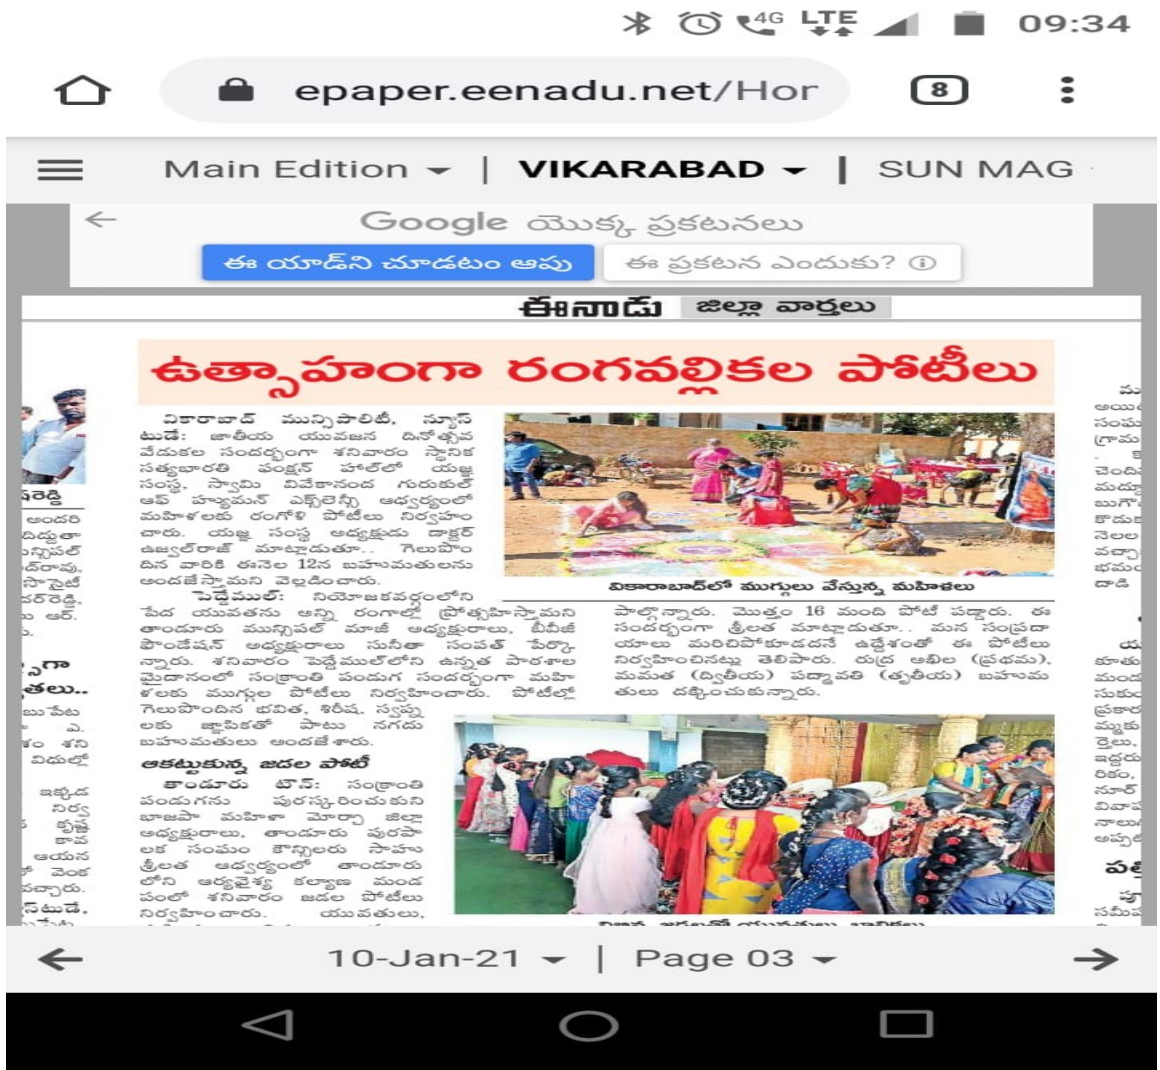 4G LTE 09:34
epaper.eenadu.net/Hor 8
Main Edition | VIKARABAD | SUN MAG
Google యొక్క ప్రకటనలు
ఈ యాడ్‌ని చూడటం ఆపు ఈ ప్రకటన ఎందుకు?
ఈనాడు జిల్లా వార్తలు
ఉత్సాహంగా రంగవల్లికల పోటీలు
వికారాబాద్ మున్సిపాలిటీ, న్యూస్
టుడే: జాతీయ యువజన దినోత్సవ
వేడుకల సందర్భంగా శనివారం స్థానిక
సత్యభారతి ఫంక్షన్ హాల్‌లో యజ్ఞ
సంస్థ, స్వామి వివేకానంద గురుకుల్
ఆఫ్ హ్యుమన్ ఎక్స్‌లెన్సీ ఆధ్వర్యంలో
మహిళలకు రంగోళి పోటీలు నిర్వహిం
చారు. యజ్ఞ సంస్థ అధ్యక్షుడు డాక్టర్
ఉజ్వల్‌రాజ్ మాట్లాడుతూ.. గెలుపొం
దిన వారికి ఈనెల 12న బహుమతులను
అందజేస్తామని వెల్లడించారు.
పెద్దేముల్: నియోజకవర్గంలోని
పేద యువతను అన్ని రంగాల్లో ప్రోత్సహిస్తామని
తాండూరు మున్సిపల్ మాజీ అధ్యక్షురాలు, బీవీజీ
ఫౌండేషన్ అధ్యక్షురాలు సునీతా సంపత్ పేర్కొ
న్నారు. శనివారం పెద్దేముల్‌లోని ఉన్నత పాఠశాల
మైదానంలో సంక్రాంతి పండుగ సందర్భంగా మహి
ళలకు ముగ్గుల పోటీలు నిర్వహించారు. పోటీల్లో
గెలుపొందిన భవిత, శిరీష, స్వప్న
లకు జ్ఞాపికతో పాటు నగదు
బహుమతులు అందజేశారు.
ఆకట్టుకున్న జడల పోటీ
తాండూరు టౌన్: సంక్రాంతి
పండుగను పురస్కరించుకుని
భాజపా మహిళా మోర్చా జిల్లా
అధ్యక్షురాలు, తాండూరు పురపా
లక సంఘం కౌన్సిలరు సాహు
శ్రీలత ఆధ్వర్యంలో తాండూరు
లోని ఆర్యవైశ్య కల్యాణ మండ
పంలో శనివారం జడల పోటీలు
నిర్వహించారు. యువతులు,
వికారాబాద్‌లో ముగ్గులు వేస్తున్న మహిళలు
పాల్గొన్నారు. మొత్తం 16 మంది పోటీ పడ్డారు. ఈ
సందర్భంగా శ్రీలత మాట్లాడుతూ.. మన సంప్రదా
యాలు మరిచిపోకూడదనే ఉద్దేశంతో ఈ పోటీలు
నిర్వహించినట్లు తెలిపారు. రుద్ర అఖిల (ప్రథమ),
మమత (ద్వితీయ) పద్మావతి (తృతీయ) బహుమ
తులు దక్కించుకున్నారు.
10-Jan-21 | Page 03